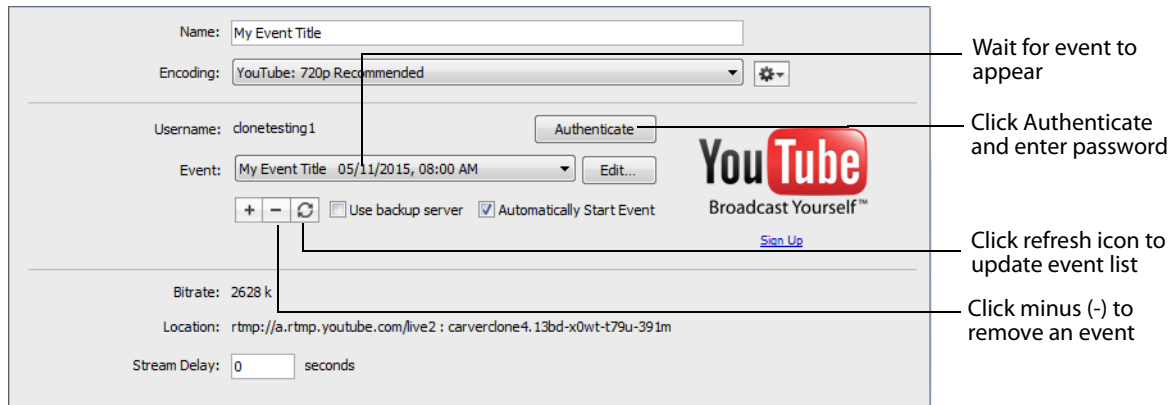 Name: My Event Title
Encoding: YouTube: 720p Recommended
Username: clonetesting1
Authenticate
Event: My Event Title 05/11/2015, 08:00 AM
Edit...
+ − Use backup server Automatically Start Event
You Tube
Broadcast Yourself™
Sign Up
Bitrate: 2628 k
Location: rtmp://a.rtmp.youtube.com/live2 : carverclone4.13bd-x0wt-t79u-391m
Stream Delay: 0 seconds
Wait for event to
appear
Click Authenticate
and enter password
Click refresh icon to
update event list
Click minus (-) to
remove an event